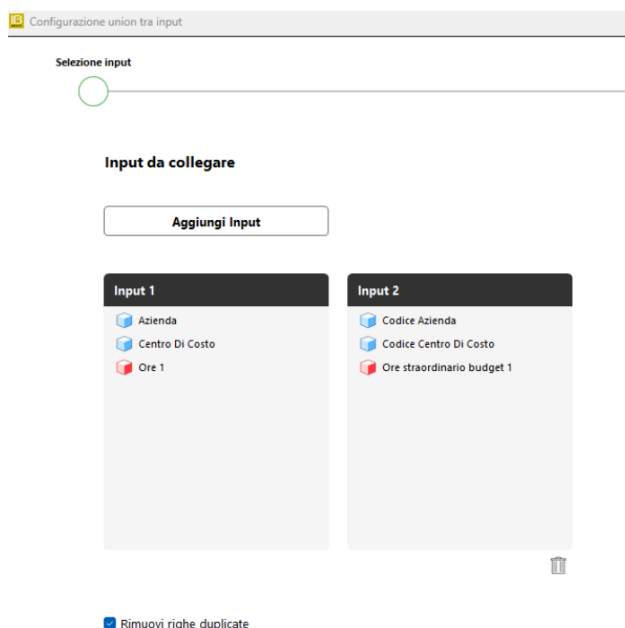 Configurazione union tra input
Selezione input
Input da collegare
Aggiungi Input
Input 1
Azienda
Centro Di Costo
Ore 1
Input 2
Codice Azienda
Codice Centro Di Costo
Ore straordinario budget 1
Rimuovi righe duplicate